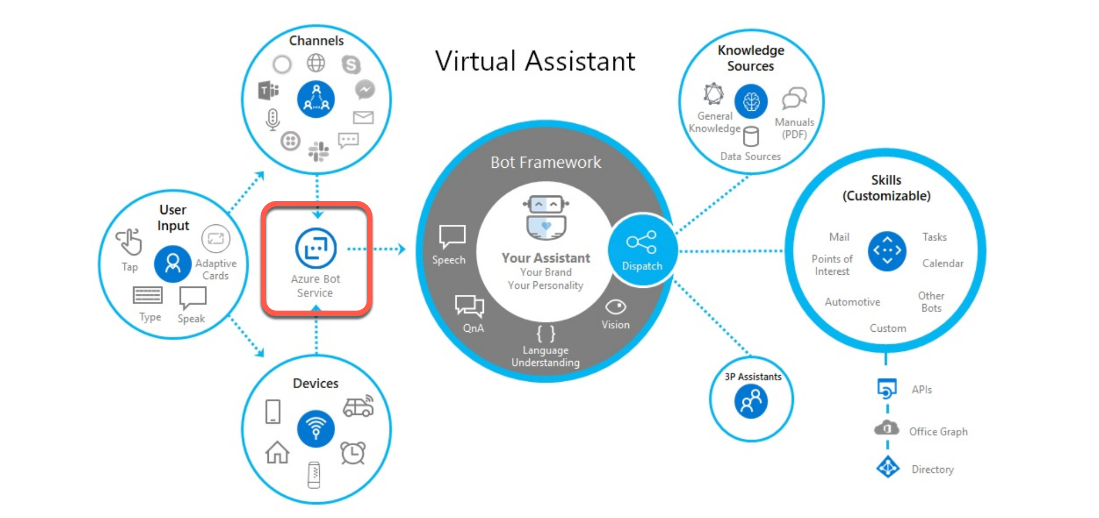 Virtual Assistant
Channels
User
Input
Tap
Adaptive
Cards
Type
Speak
Azure Bot
Service
Devices
Bot Framework
Your Assistant
Your Brand
Your Personality
Speech
QnA
{ }
Language
Understanding
Vision
Dispatch
Knowledge
Sources
General
Knowledge
Manuals
(PDF)
Data Sources
Skills
(Customizable)
Mail
Tasks
Points of
Interest
Calendar
Automotive
Other
Bots
Custom
3P Assistants
APIs
Office Graph
Directory